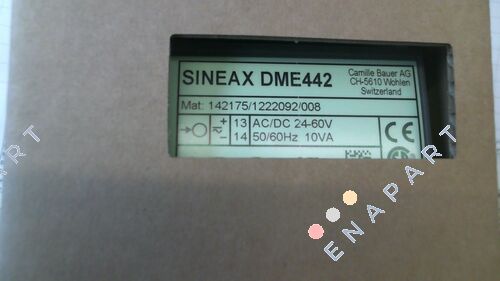 SINEAX DME442
Camille Bauer AG
CH-5610 Wohlen
Switzerland
Mat: 142175/1222092/008
13 AC/DC 24-60V
14 50/60Hz 10VA
CE
ENAPART
ENAPART
ENAPART